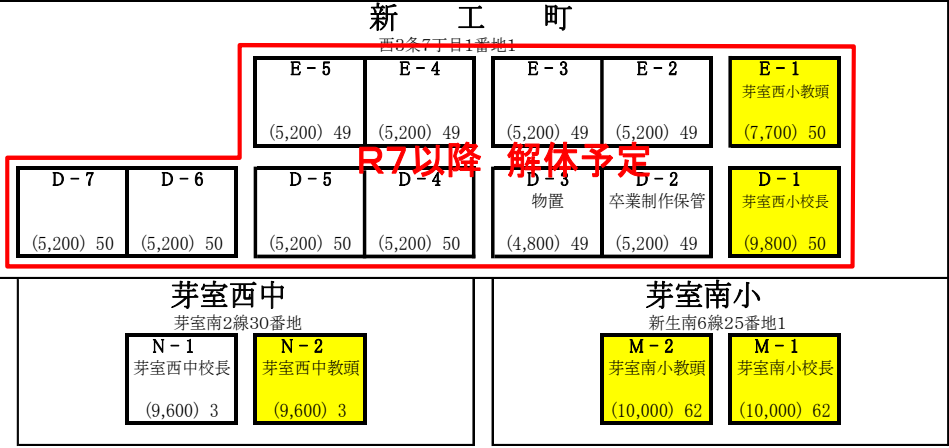 新 工 町
西3条7丁目1番地1
E－5 E－4 E－3 E－2 E－1
芽室西小教頭
(5,200) 49 (5,200) 49 (5,200) 49 (5,200) 49 (7,700) 50
R7以降 解体予定
D－7 D－6 D－5 D－4 D－3 D－2 D－1
物置 卒業制作保管 芽室西小校長
(5,200) 50 (5,200) 50 (5,200) 50 (5,200) 50 (4,800) 49 (5,200) 49 (9,800) 50
芽室西中
芽室南2線30番地
N－1 N－2
芽室西中校長 芽室西中教頭
(9,600) 3 (9,600) 3
芽室南小
新生南6線25番地1
M－2 M－1
芽室南小教頭 芽室南小校長
(10,000) 62 (10,000) 62